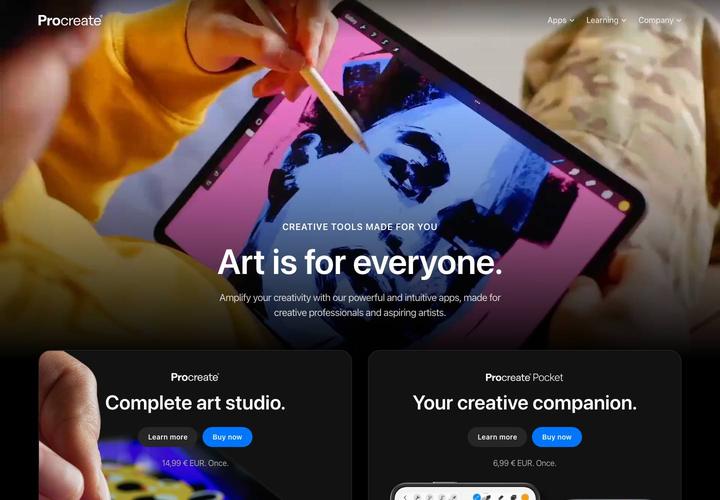 Procreate®
Apps
Learning
Company
CREATIVE TOOLS MADE FOR YOU
Art is for everyone.
Amplify your creativity with our powerful and intuitive apps, made for
creative professionals and aspiring artists.
Procreate®
Complete art studio.
Learn more
Buy now
14,99 € EUR. Once.
Procreate® Pocket
Your creative companion.
Learn more
Buy now
6,99 € EUR. Once.